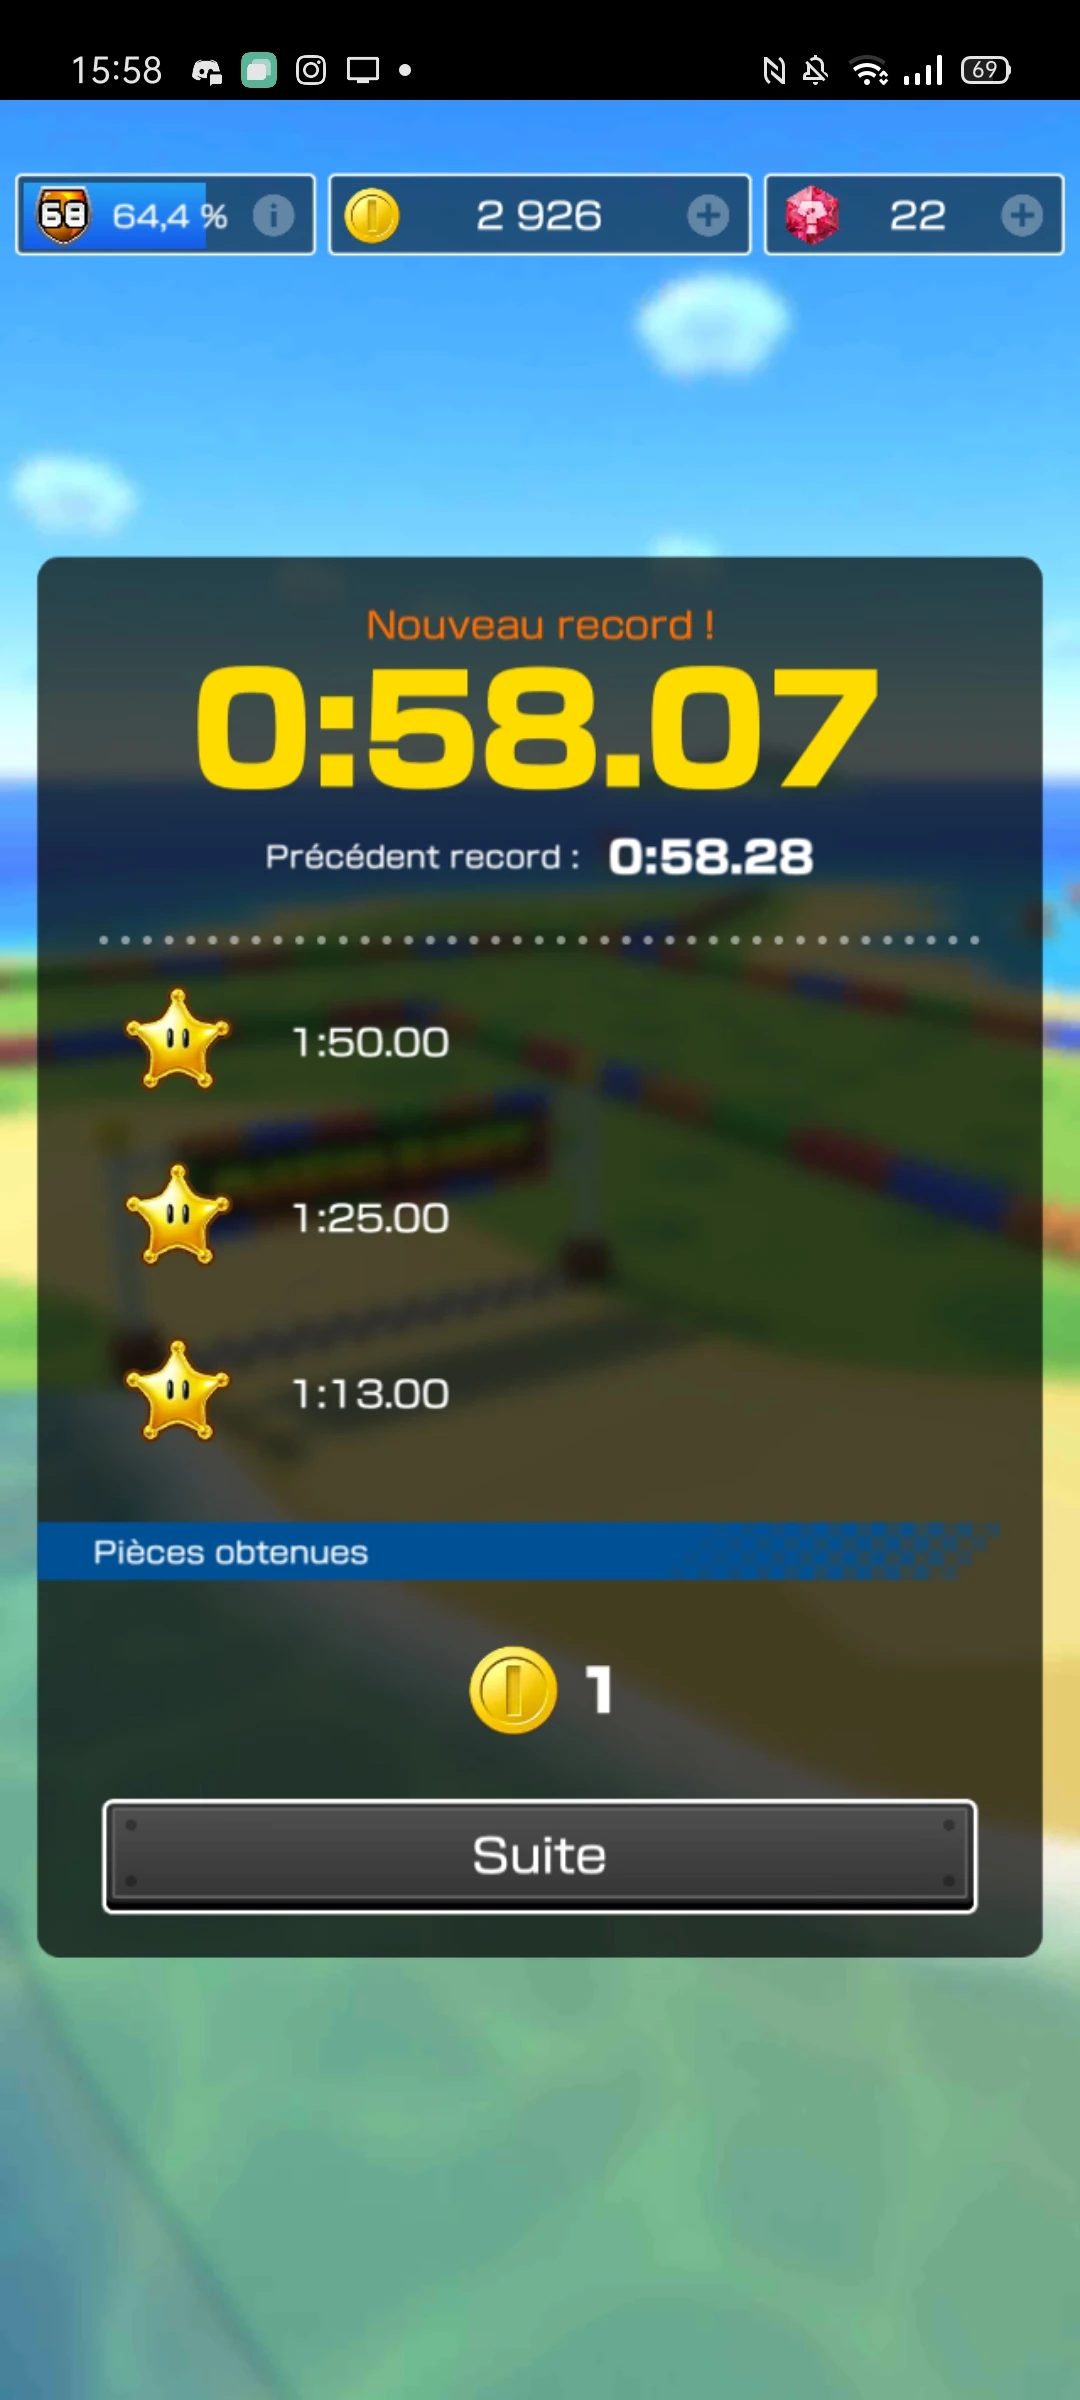 15:58
69
68 64,4 % i
2 926 +
22 +
Nouveau record !
0:58.07
Précédent record : 0:58.28
1:50.00
1:25.00
1:13.00
Pièces obtenues
1
Suite